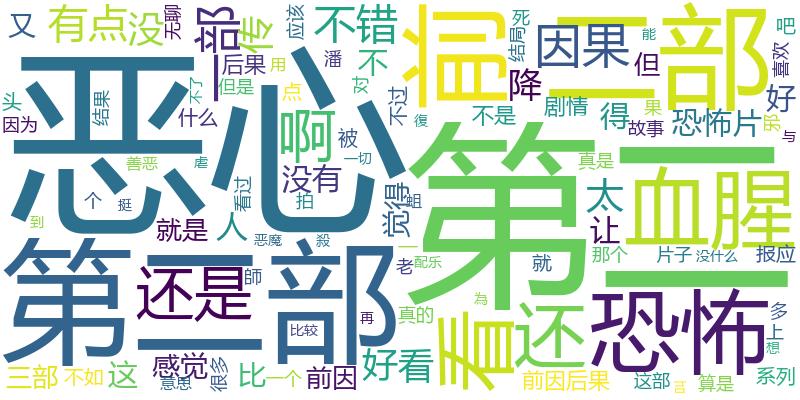 又
有点
没
无聊
一部
传
应该
不错
前
二部
头
因为
结果
后果
但是
不了
什么
用
点
潘
结局
死
对
不
不过
因果
降
但
能
喜欢
吧
好
恶心
善恶
虐
看过
啊
被
一切
没有
拍
觉得
不是
剧情
得
故事
果
恐怖片
邪
与
个
挺
到
就是
人
恶魔
殺
第一
真是
太
让
血腥
那个
片子
没什么
报应
第二部
还是
師
一
配乐
老
就
真的
為
看
还
恐怖
多
上
想
比较
再
三部
不如
这
感觉
意思
很多
比
一个
前因
好看
前因后果
这部
算是
系列